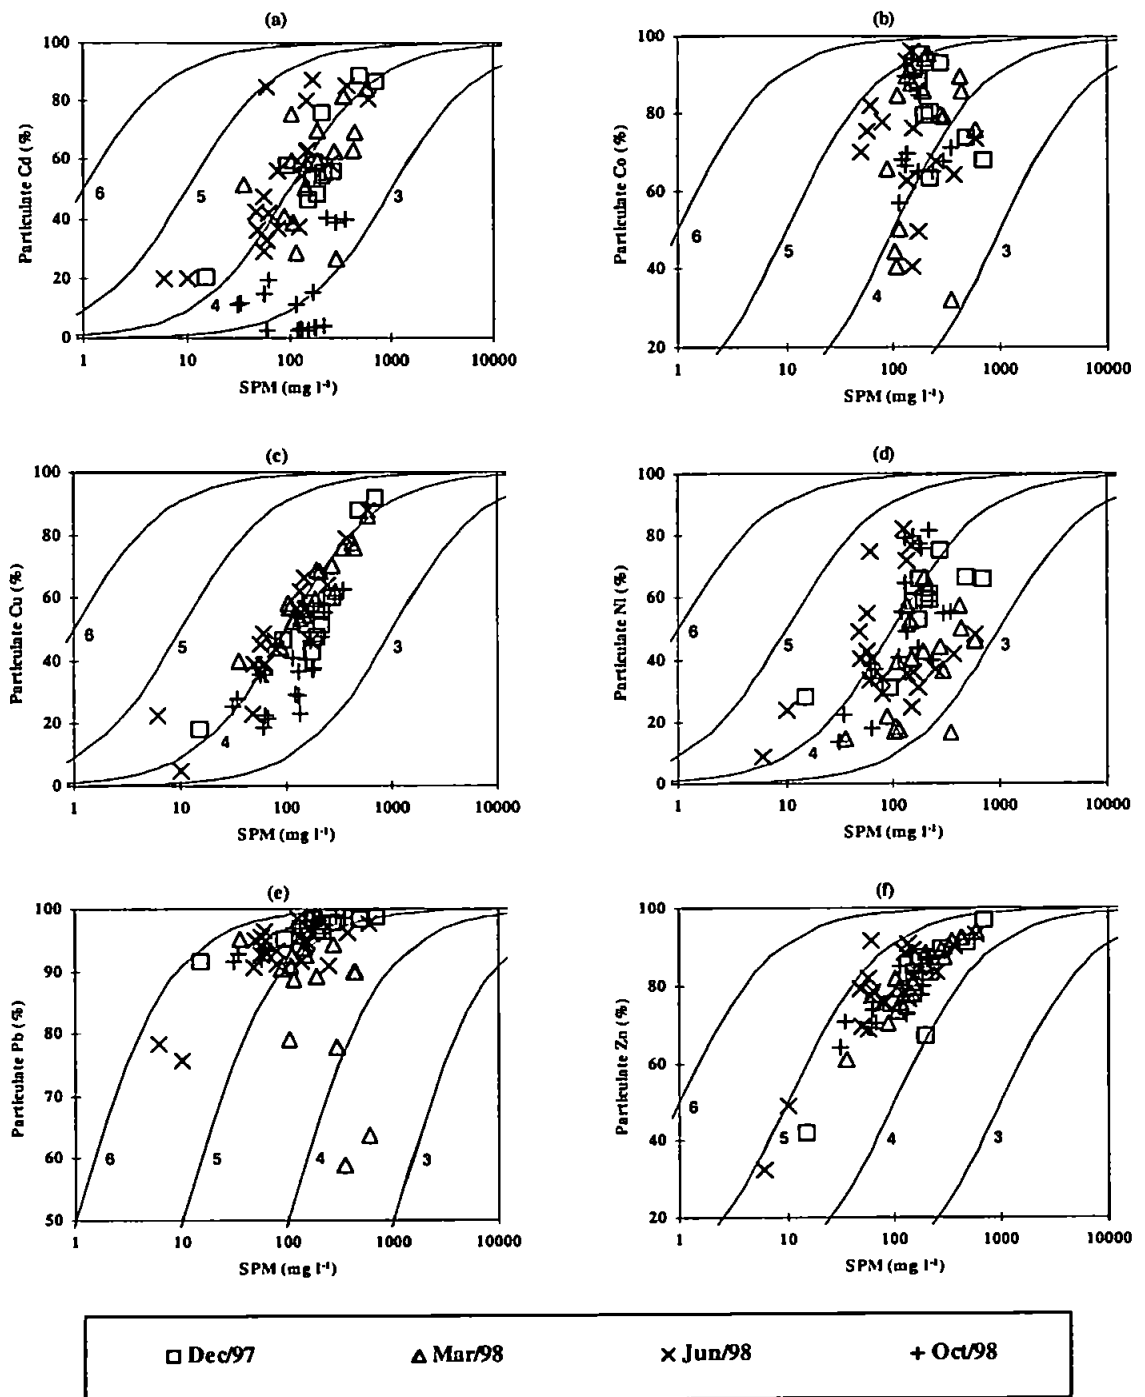 (a)
Particulate Cd (%)
100
80
60
40
20
0
6
5
4
3
1 10 100 1000 10000
SPM (mg l⁻¹)
(b)
Particulate Co (%)
100
80
60
40
20
6
5
4
3
1 10 100 1000 10000
SPM (mg l⁻¹)
(c)
Particulate Cu (%)
100
80
60
40
20
0
6
5
4
3
1 10 100 1000 10000
SPM (mg l⁻¹)
(d)
Particulate Ni (%)
100
80
60
40
20
0
6
5
4
3
1 10 100 1000 10000
SPM (mg l⁻¹)
(e)
Particulate Pb (%)
100
90
80
70
60
50
6
5
4
3
1 10 100 1000 10000
SPM (mg l⁻¹)
(f)
Particulate Zn (%)
100
80
60
40
20
6
5
4
3
1 10 100 1000 10000
SPM (mg l⁻¹)
Dec/97 Mar/98 Jun/98 Oct/98